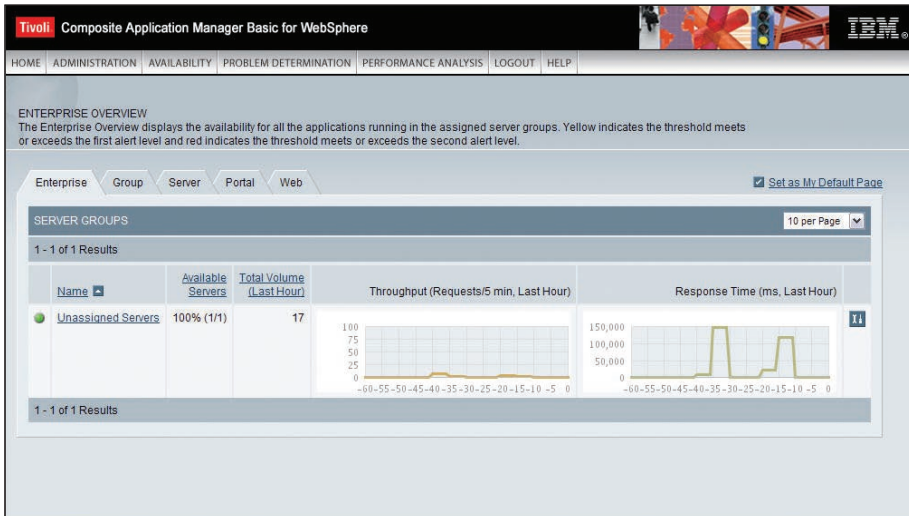 Tivoli Composite Application Manager Basic for WebSphere
IBM®
HOME ADMINISTRATION AVAILABILITY PROBLEM DETERMINATION PERFORMANCE ANALYSIS LOGOUT HELP
ENTERPRISE OVERVIEW
The Enterprise Overview displays the availability for all the applications running in the assigned server groups. Yellow indicates the threshold meets
or exceeds the first alert level and red indicates the threshold meets or exceeds the second alert level.
Enterprise Group Server Portal Web Set as My Default Page
SERVER GROUPS 10 per Page
1 - 1 of 1 Results
Name Available Servers Total Volume (Last Hour) Throughput (Requests/5 min, Last Hour) Response Time (ms, Last Hour)
Unassigned Servers 100% (1/1) 17
100
75
50
25
0
-60-55-50-45-40-35-30-25-20-15-10 -5 0
150,000
100,000
50,000
0
-60-55-50-45-40-35-30-25-20-15-10 -5 0
1 - 1 of 1 Results